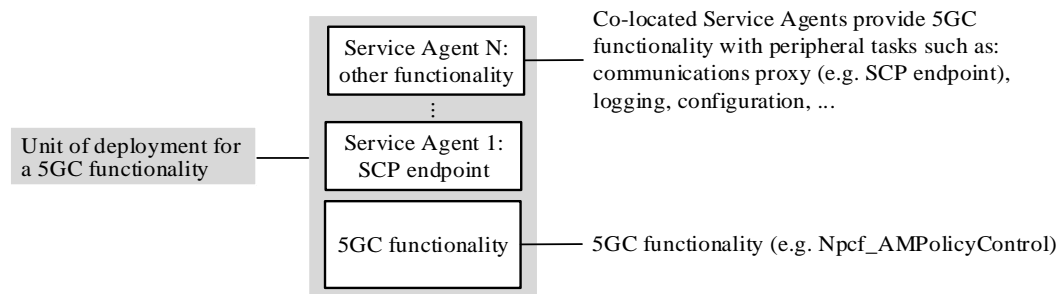 Service Agent N:
other functionality
Co-located Service Agents provide 5GC
functionality with peripheral tasks such as:
communications proxy (e.g. SCP endpoint),
logging, configuration, ...
...
Unit of deployment for
a 5GC functionality
Service Agent 1:
SCP endpoint
5GC functionality
5GC functionality (e.g. Npcf_AMPolicyControl)